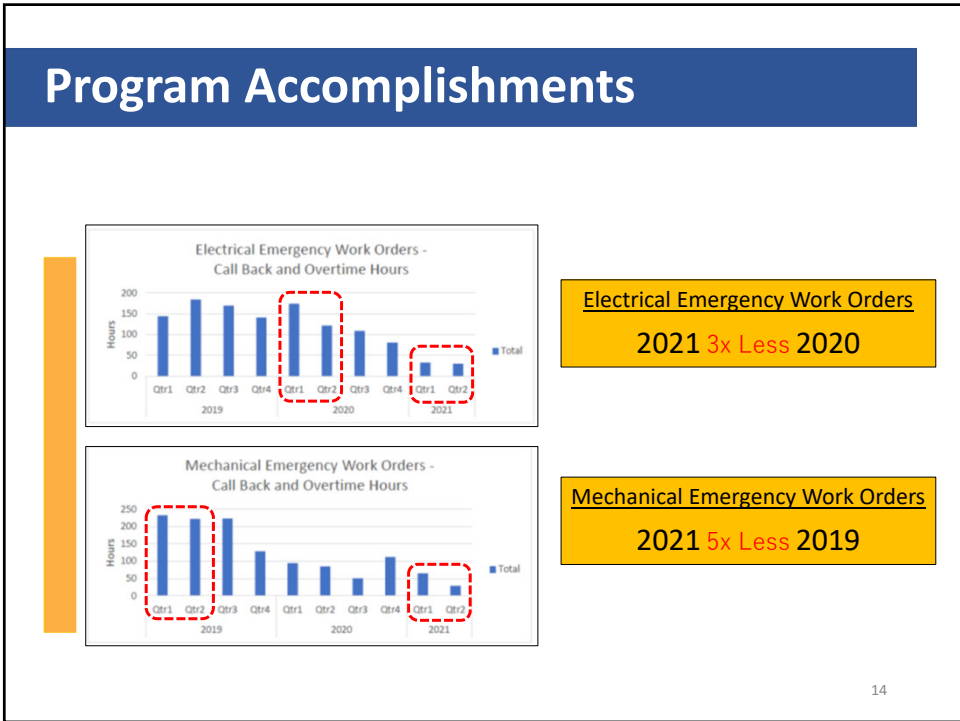 Program Accomplishments
Electrical Emergency Work Orders -
Call Back and Overtime Hours
200
150
100
50
0
Hours
Qtr1 Qtr2 Qtr3 Qtr4 Qtr1 Qtr2 Qtr3 Qtr4 Qtr1 Qtr2
2019 2020 2021
Total
Electrical Emergency Work Orders
2021 3x Less 2020
Mechanical Emergency Work Orders -
Call Back and Overtime Hours
250
200
150
100
50
0
Hours
Qtr1 Qtr2 Qtr3 Qtr4 Qtr1 Qtr2 Qtr3 Qtr4 Qtr1 Qtr2
2019 2020 2021
Total
Mechanical Emergency Work Orders
2021 5x Less 2019
14